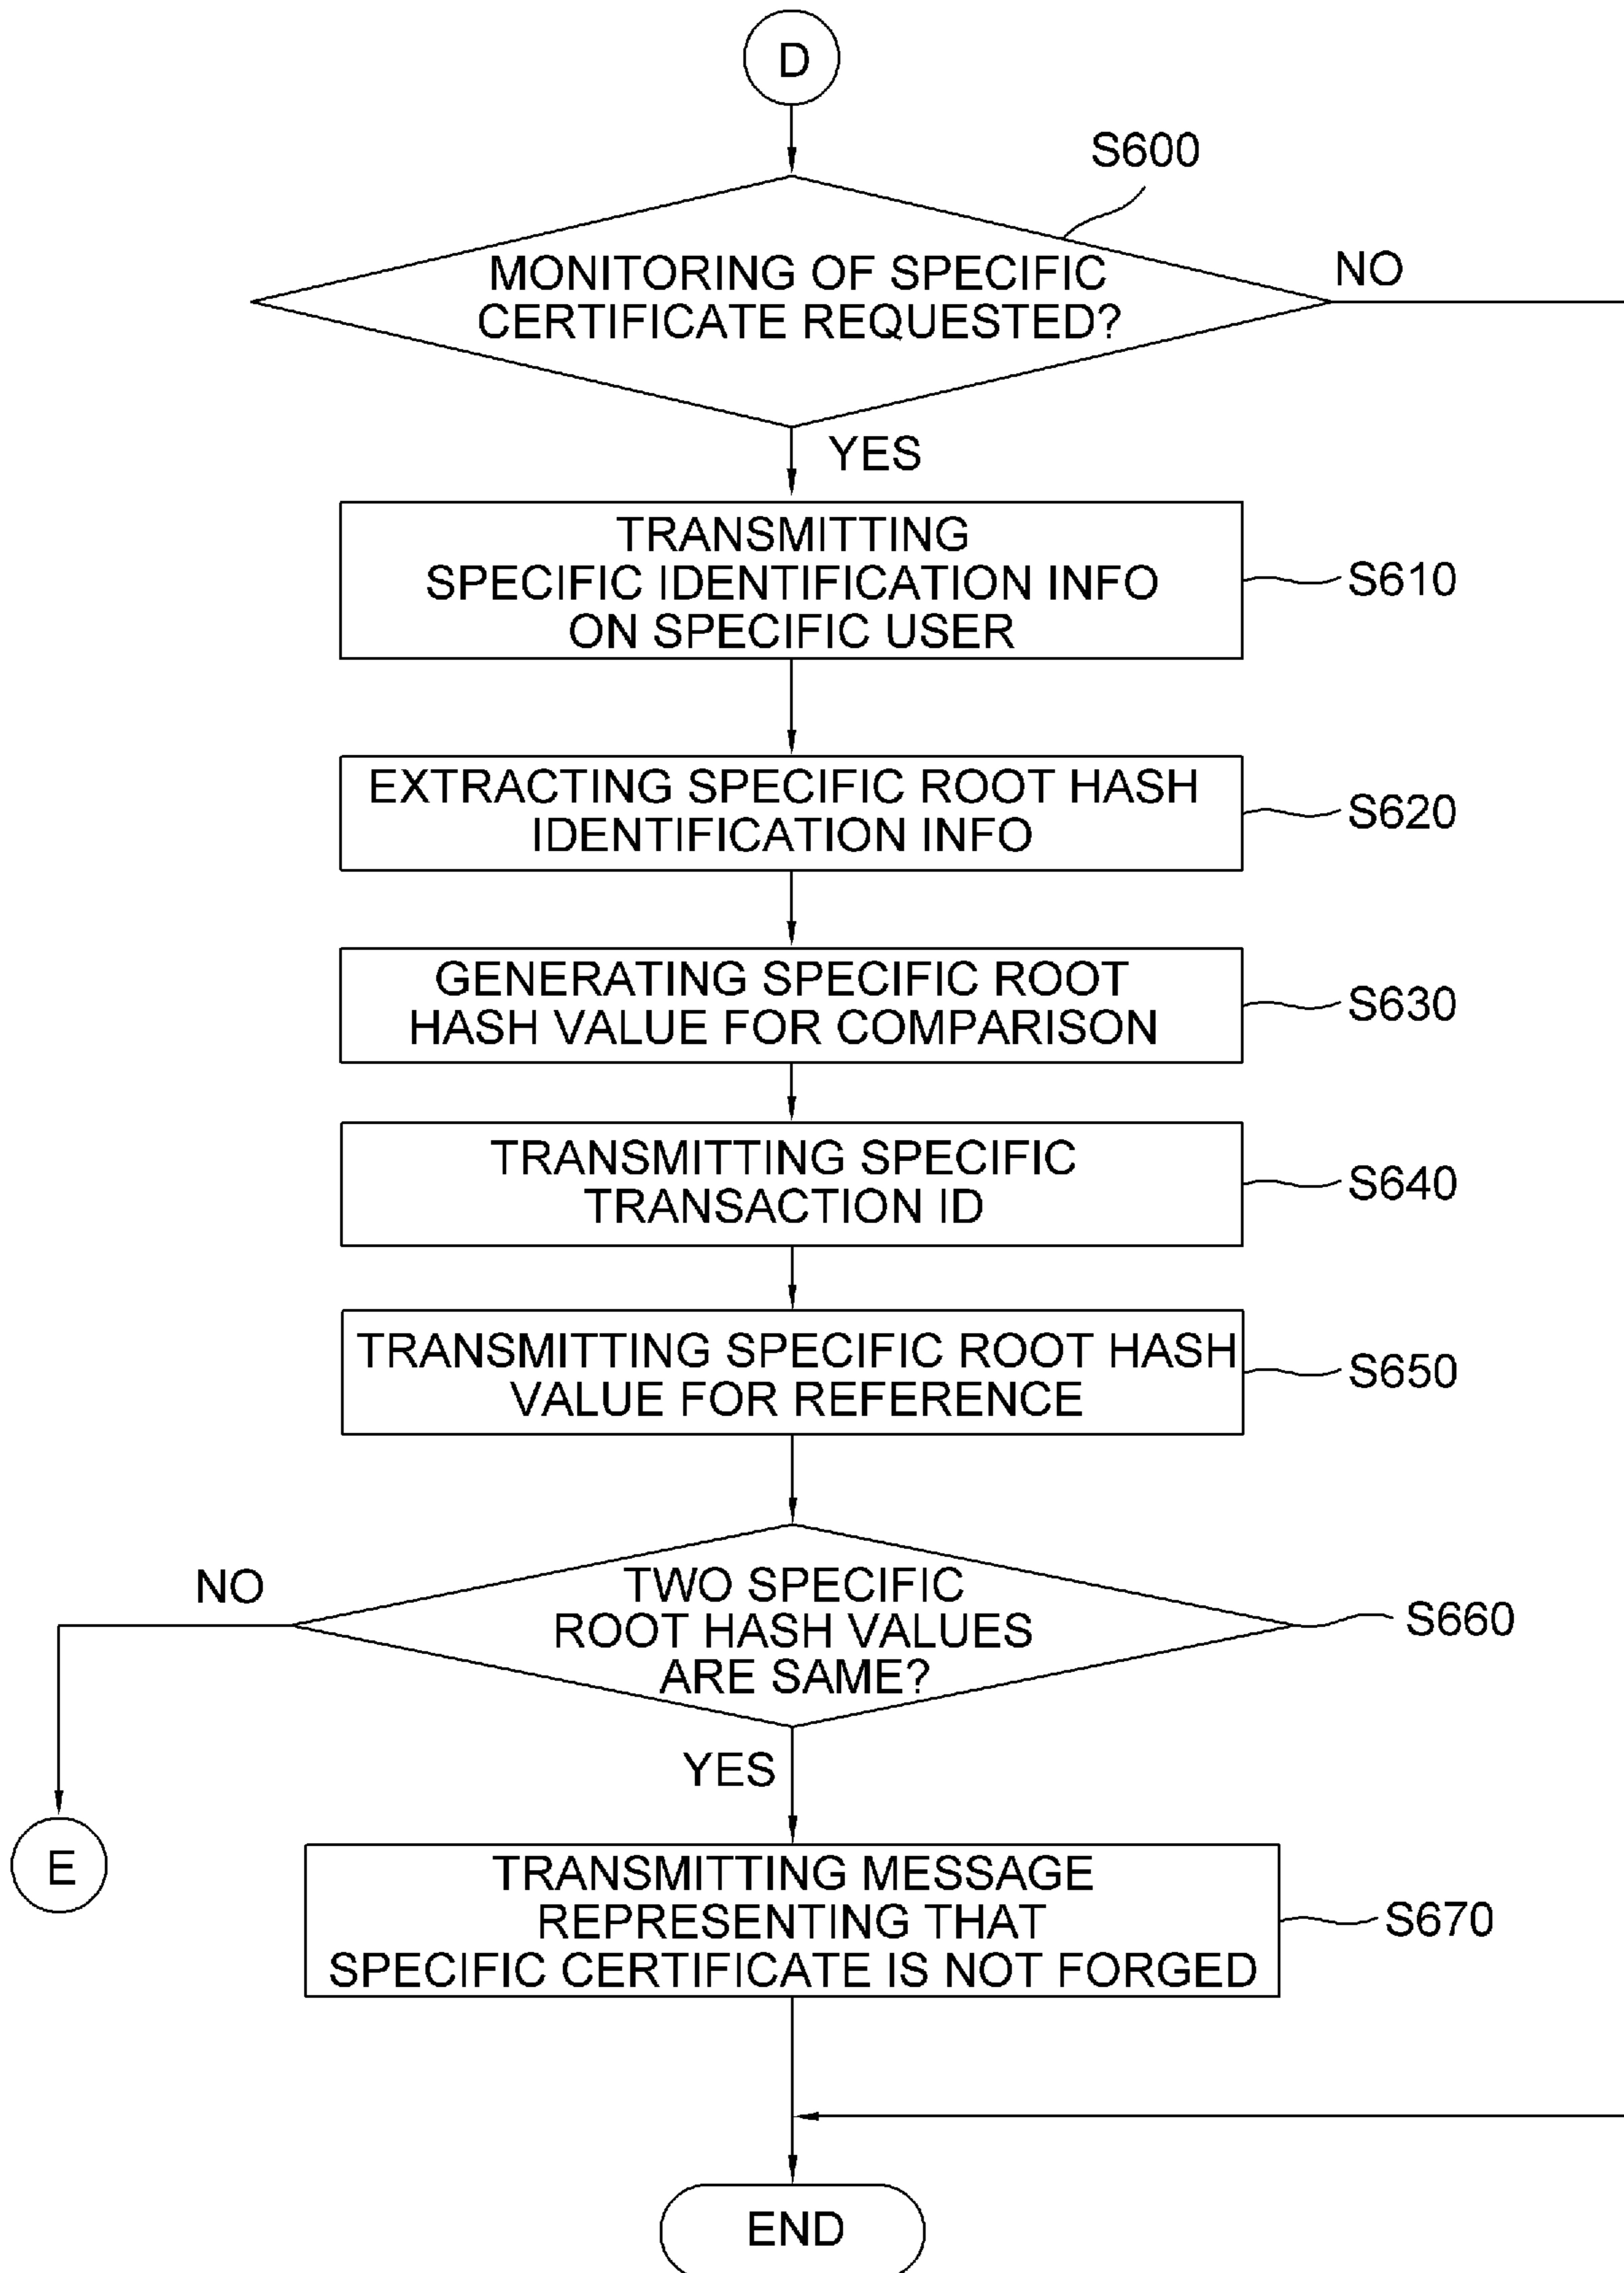 D
S600
MONITORING OF SPECIFIC
CERTIFICATE REQUESTED?
NO
YES
TRANSMITTING
SPECIFIC IDENTIFICATION INFO
ON SPECIFIC USER
S610
EXTRACTING SPECIFIC ROOT HASH
IDENTIFICATION INFO
S620
GENERATING SPECIFIC ROOT
HASH VALUE FOR COMPARISON
S630
TRANSMITTING SPECIFIC
TRANSACTION ID
S640
TRANSMITTING SPECIFIC ROOT HASH
VALUE FOR REFERENCE
S650
NO
TWO SPECIFIC
ROOT HASH VALUES
ARE SAME?
S660
YES
E
TRANSMITTING MESSAGE
REPRESENTING THAT
SPECIFIC CERTIFICATE IS NOT FORGED
S670
END